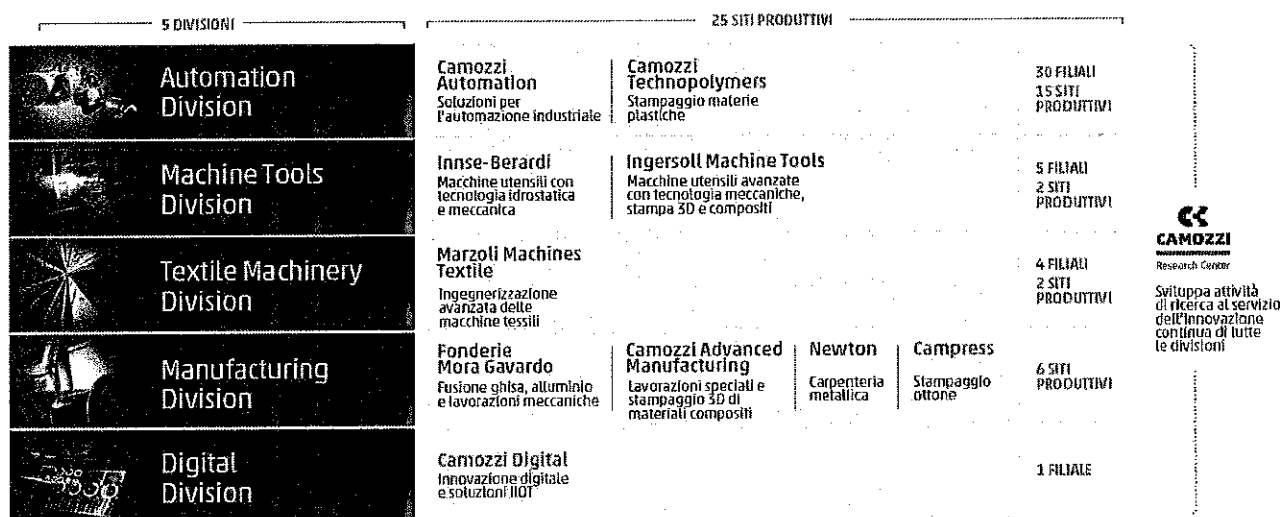 5 DIVISIONI
25 SITI PRODUTTIVI
Automation
Division
Camozzi
Automation
Soluzioni per
l'automazione industriale
Camozzi
Technopolymers
Stampaggio materie
plastiche
30 FILIALI
15 SITI
PRODUTTIVI
Machine Tools
Division
Innse-Berardi
Macchine utensili con
tecnologia idrostatica
e meccanica
Ingersoll Machine Tools
Macchine utensili avanzate
con tecnologia meccaniche,
stampa 3D e compositi
5 FILIALI
2 SITI
PRODUTTIVI
Textile Machinery
Division
Marzoli Machines
Textile
Ingegnerizzazione
avanzata delle
macchine tessili
4 FILIALI
2 SITI
PRODUTTIVI
Manufacturing
Division
Fonderie
Mora Gavardo
Fusione ghisa, alluminio
e lavorazioni meccaniche
Camozzi Advanced
Manufacturing
Lavorazioni speciali e
stampaggio 3D di
materiali compositi
Newton
Carpenteria
metallica
Campress
Stampaggio
ottone
6 SITI
PRODUTTIVI
Digital
Division
Camozzi Digital
Innovazione digitale
e soluzioni IIOT
1 FILIALE
CAMOZZI
Research Center
Sviluppa attività
di ricerca al servizio
dell'innovazione
continua di tutte
le divisioni